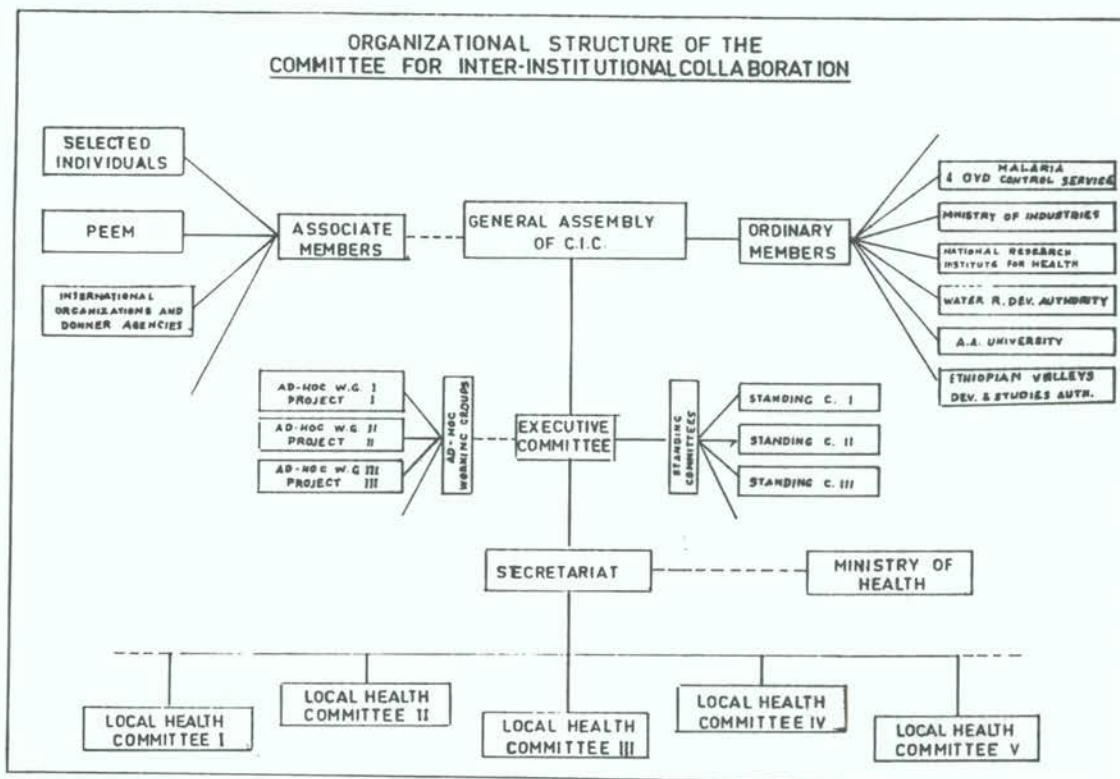 ORGANIZATIONAL STRUCTURE OF THE
COMMITTEE FOR INTER-INSTITUTIONAL COLLABORATION
SELECTED
INDIVIDUALS
PEEM
INTERNATIONAL
ORGANIZATIONS AND
DONNER AGENCIES
ASSOCIATE
MEMBERS
GENERAL ASSEMBLY
OF C.I.C.
ORDINARY
MEMBERS
MALARIA
& OVD CONTROL SERVICE
MINISTRY OF INDUSTRIES
NATIONAL RESEARCH
INSTITUTE FOR HEALTH
WATER R. DEV. AUTHORITY
A.A. UNIVERSITY
ETHIOPIAN VALLEYS
DEV. & STUDIES AUTH.
AD-HOC W.G. I
PROJECT I
AD-HOC W.G. II
PROJECT II
AD-HOC W.G III
PROJECT III
AD-HOC
WORKING GROUPS
EXECUTIVE
COMMITTEE
STANDING
COMMITTEES
STANDING C. I
STANDING C. II
STANDING C. III
SECRETARIAT
MINISTRY OF
HEALTH
LOCAL HEALTH
COMMITTEE I
LOCAL HEALTH
COMMITTEE II
LOCAL HEALTH
COMMITTEE III
LOCAL HEALTH
COMMITTEE IV
LOCAL HEALTH
COMMITTEE V